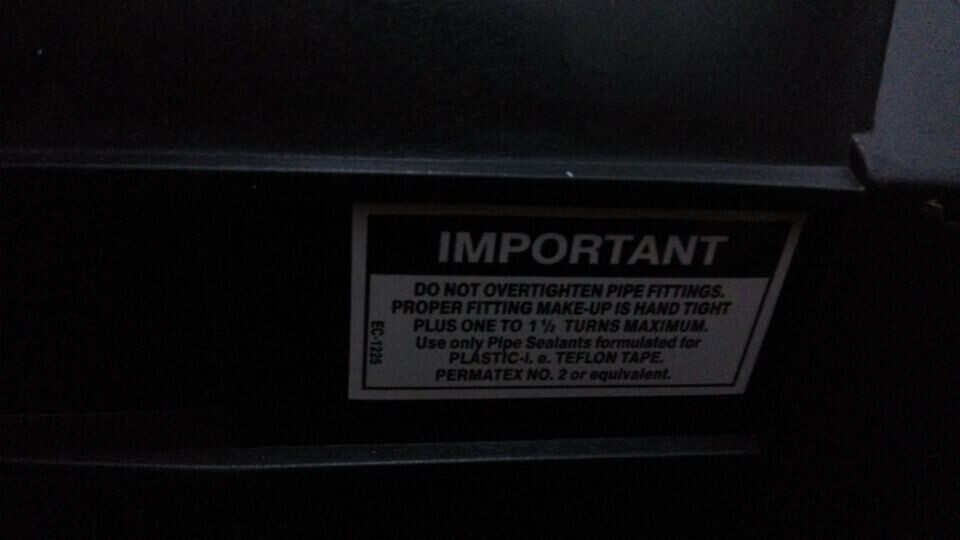 IMPORTANT
DO NOT OVERTIGHTEN PIPE FITTINGS.
PROPER FITTING MAKE-UP IS HAND TIGHT
PLUS ONE TO 1 ½ TURNS MAXIMUM.
Use only Pipe Sealants formulated for
PLASTIC-i. e. TEFLON TAPE.
PERMATEX NO. 2 or equivalent.
EC-1225